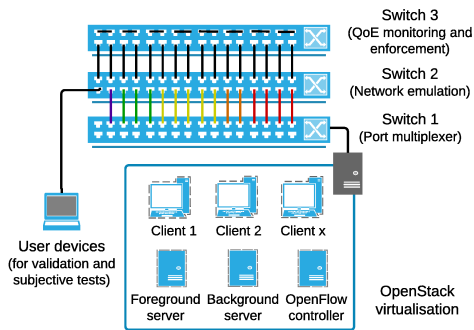 Switch 3
(QoE monitoring and
enforcement)
Switch 2
(Network emulation)
Switch 1
(Port multiplexer)
User devices
(for validation and
subjective tests)
Client 1
Client 2
Client x
Foreground
server
Background
server
OpenFlow
controller
OpenStack
virtualisation